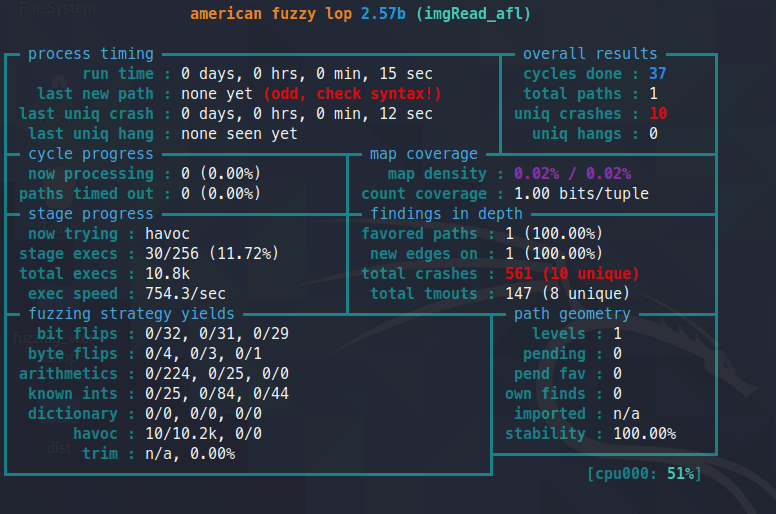 File System
american fuzzy lop 2.57b (imgRead_afl)
process timing
run time : 0 days, 0 hrs, 0 min, 15 sec
last new path : none yet (odd, check syntax!)
last uniq crash : 0 days, 0 hrs, 0 min, 12 sec
last uniq hang : none seen yet
overall results
cycles done : 37
total paths : 1
uniq crashes : 10
uniq hangs : 0
cycle progress
now processing : 0 (0.00%)
paths timed out : 0 (0.00%)
map coverage
map density : 0.02% / 0.02%
count coverage : 1.00 bits/tuple
stage progress
now trying : havoc
stage execs : 30/256 (11.72%)
total execs : 10.8k
exec speed : 754.3/sec
findings in depth
favored paths : 1 (100.00%)
new edges on : 1 (100.00%)
total crashes : 561 (10 unique)
total tmouts : 147 (8 unique)
fuzzing strategy yields
bit flips : 0/32, 0/31, 0/29
byte flips : 0/4, 0/3, 0/1
arithmetics : 0/224, 0/25, 0/0
known ints : 0/25, 0/84, 0/44
dictionary : 0/0, 0/0, 0/0
havoc : 10/10.2k, 0/0
trim : n/a, 0.00%
path geometry
levels : 1
pending : 0
pend fav : 0
own finds : 0
imported : n/a
stability : 100.00%
dist
[cpu000: 51%]